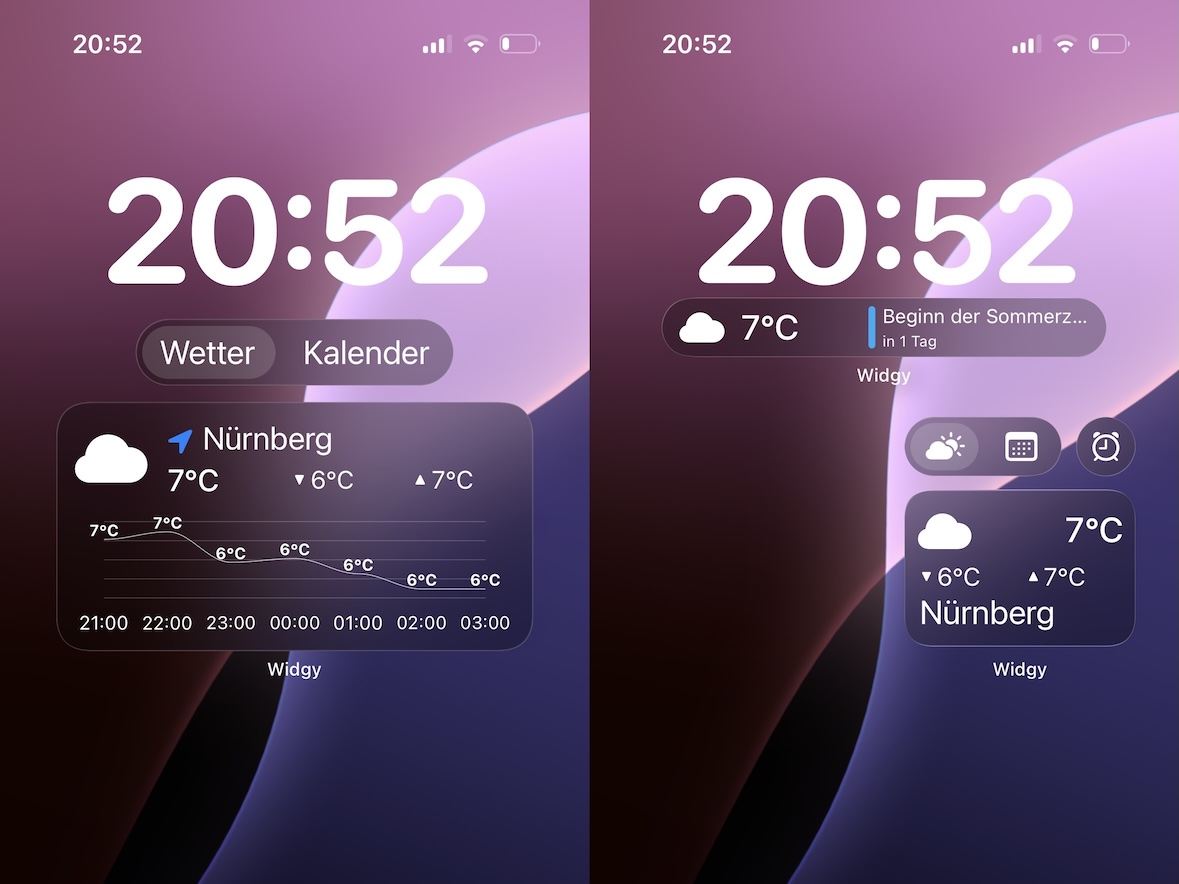 20:52
20:52
Wetter Kalender
Nürnberg
7°C ▼6°C ▲7°C
7°C 7°C 6°C 6°C 6°C 6°C 6°C
21:00 22:00 23:00 00:00 01:00 02:00 03:00
Widgy
20:52
20:52
7°C
Beginn der Sommerz...
in 1 Tag
Widgy
7°C
▼6°C ▲7°C
Nürnberg
Widgy